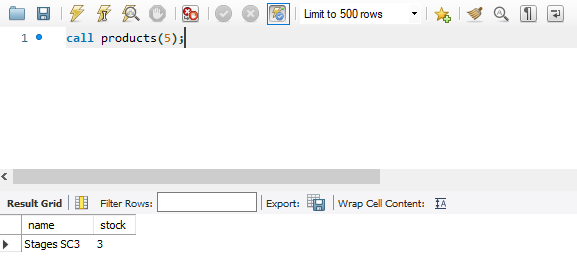 Limit to 500 rows
1 call products(5);
Result Grid Filter Rows: Export: Wrap Cell Content:
name stock
Stages SC3 3